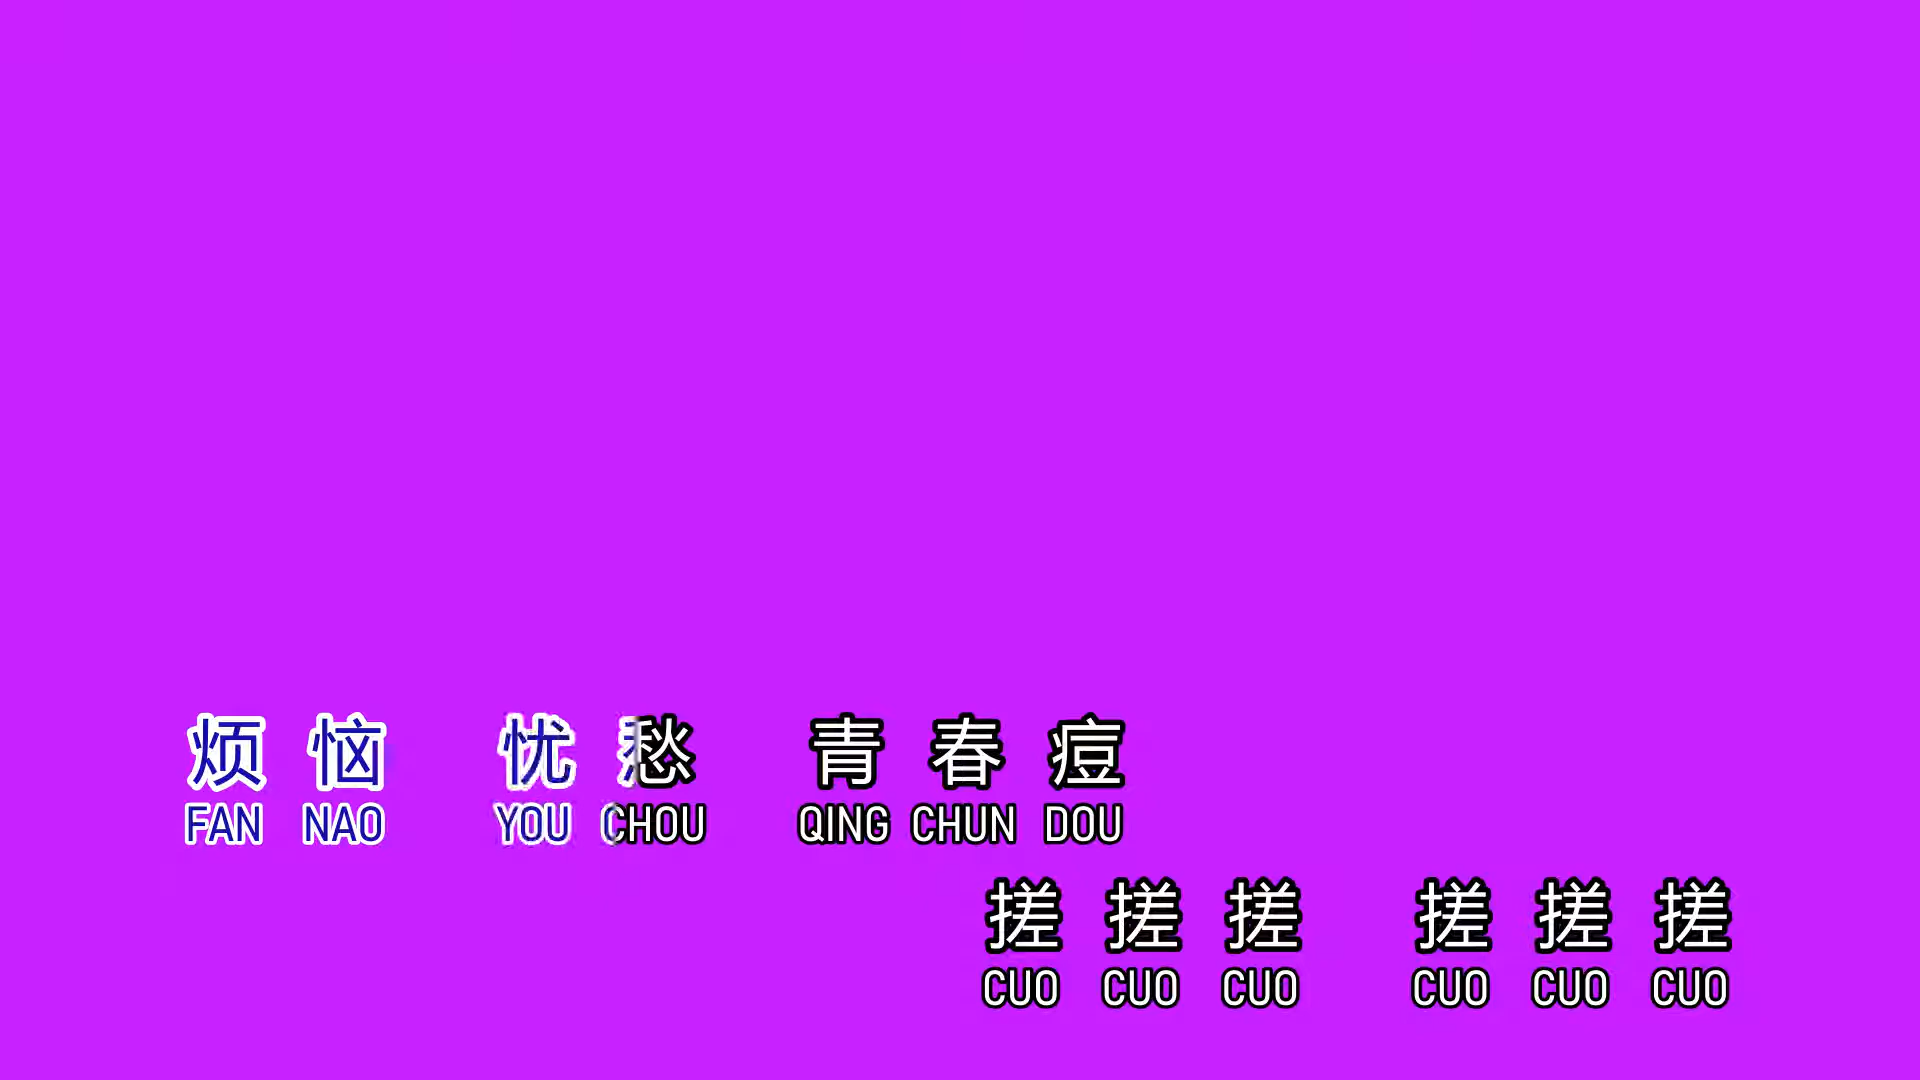 烦 恼 忧 愁 青 春 痘
FAN NAO YOU CHOU QING CHUN DOU
搓 搓 搓 搓 搓 搓
CUO CUO CUO CUO CUO CUO